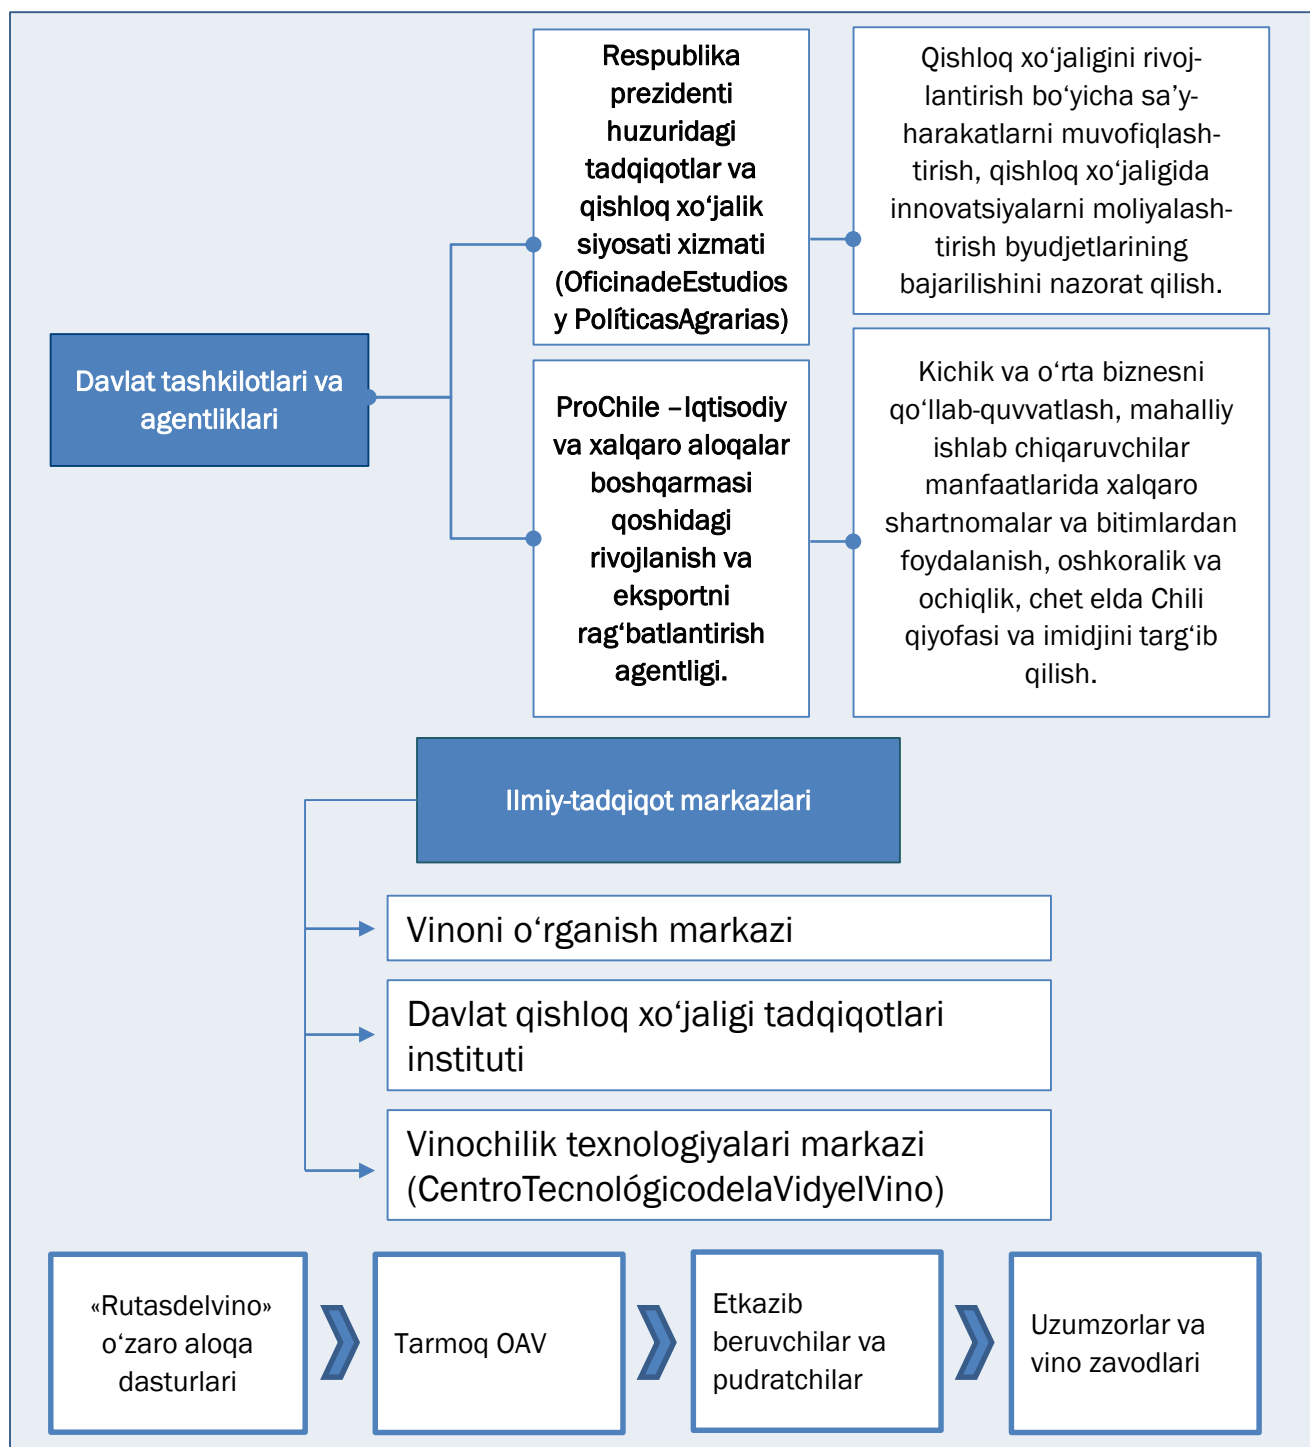 Respublika
prezidenti
huzuridagi
tadqiqotlar va
qishloq xo‘jalik
siyosati xizmati
(OficinadeEstudios
y PolíticasAgrarias)
Qishloq xo‘jaligini rivoj-
lantirish bo‘yicha sa’y-
harakatlarni muvofiqlash-
tirish, qishloq xo‘jaligida
innovatsiyalarni moliyalash-
tirish byudjetlarining
bajarilishini nazorat qilish.
Davlat tashkilotlari va
agentliklari
ProChile –Iqtisodiy
va xalqaro aloqalar
boshqarmasi
qoshidagi
rivojlanish va
eksportni
rag‘batlantirish
agentligi.
Kichik va o‘rta biznesni
qo‘llab-quvvatlash, mahalliy
ishlab chiqaruvchilar
manfaatlarida xalqaro
shartnomalar va bitimlardan
foydalanish, oshkoralik va
ochiqlik, chet elda Chili
qiyofasi va imidjini targ‘ib
qilish.
Ilmiy-tadqiqot markazlari
Vinoni o‘rganish markazi
Davlat qishloq xo‘jaligi tadqiqotlari
instituti
Vinochilik texnologiyalari markazi
(CentroTecnológicodelaVidyelVino)
«Rutasdelvino»
o‘zaro aloqa
dasturlari
Tarmoq OAV
Etkazib
beruvchilar va
pudratchilar
Uzumzorlar va
vino zavodlari